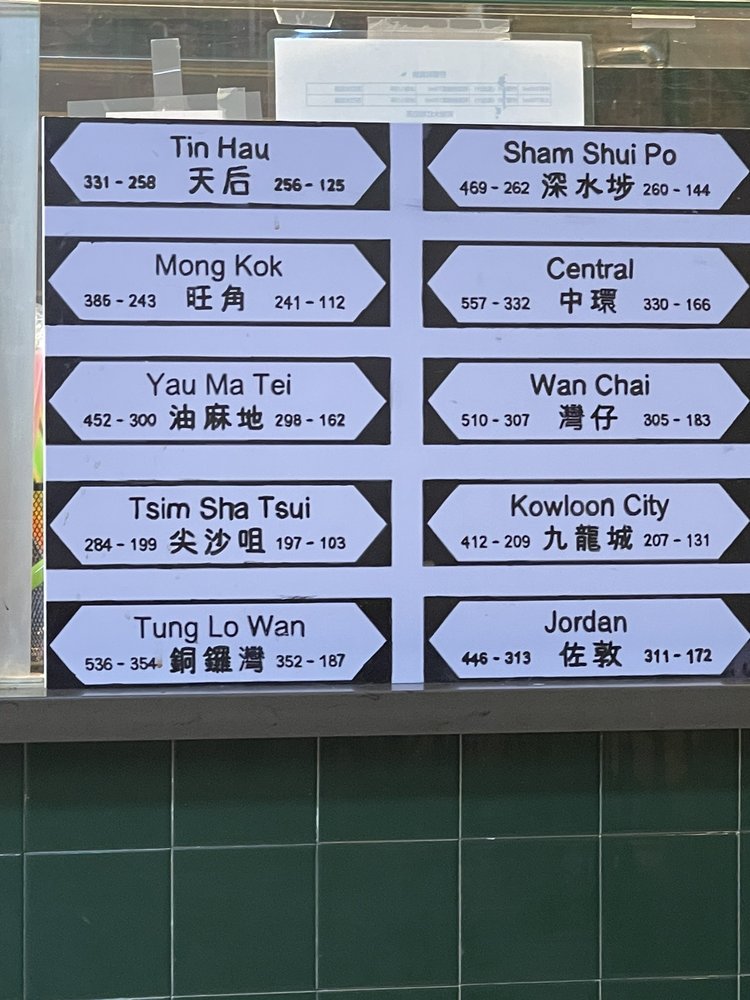 Tin Hau
331 - 258 天后 256 - 125
Mong Kok
386 - 243 旺角 241 - 112
Yau Ma Tei
452 - 300 油麻地 298 - 162
Tsim Sha Tsui
284 - 199 尖沙咀 197 - 103
Tung Lo Wan
536 - 354 銅鑼灣 352 - 187
Sham Shui Po
469 - 262 深水埗 260 - 144
Central
557 - 332 中環 330 - 166
Wan Chai
510 - 307 灣仔 305 - 183
Kowloon City
412 - 209 九龍城 207 - 131
Jordan
446 - 313 佐敦 311 - 172